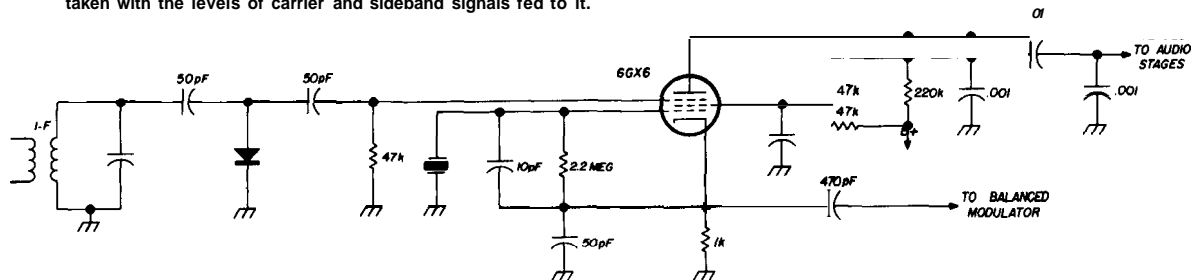 taken with the levels of carrier and sideband signals fed to it.
01
TO AUDIO
STAGES
50pF
50pF
6GX6
47k
47k
220k
.001
.001
1-F
B+
47k
10pF
2.2 MEG
470pF
TO BALANCED
MODULATOR
50pF
1k